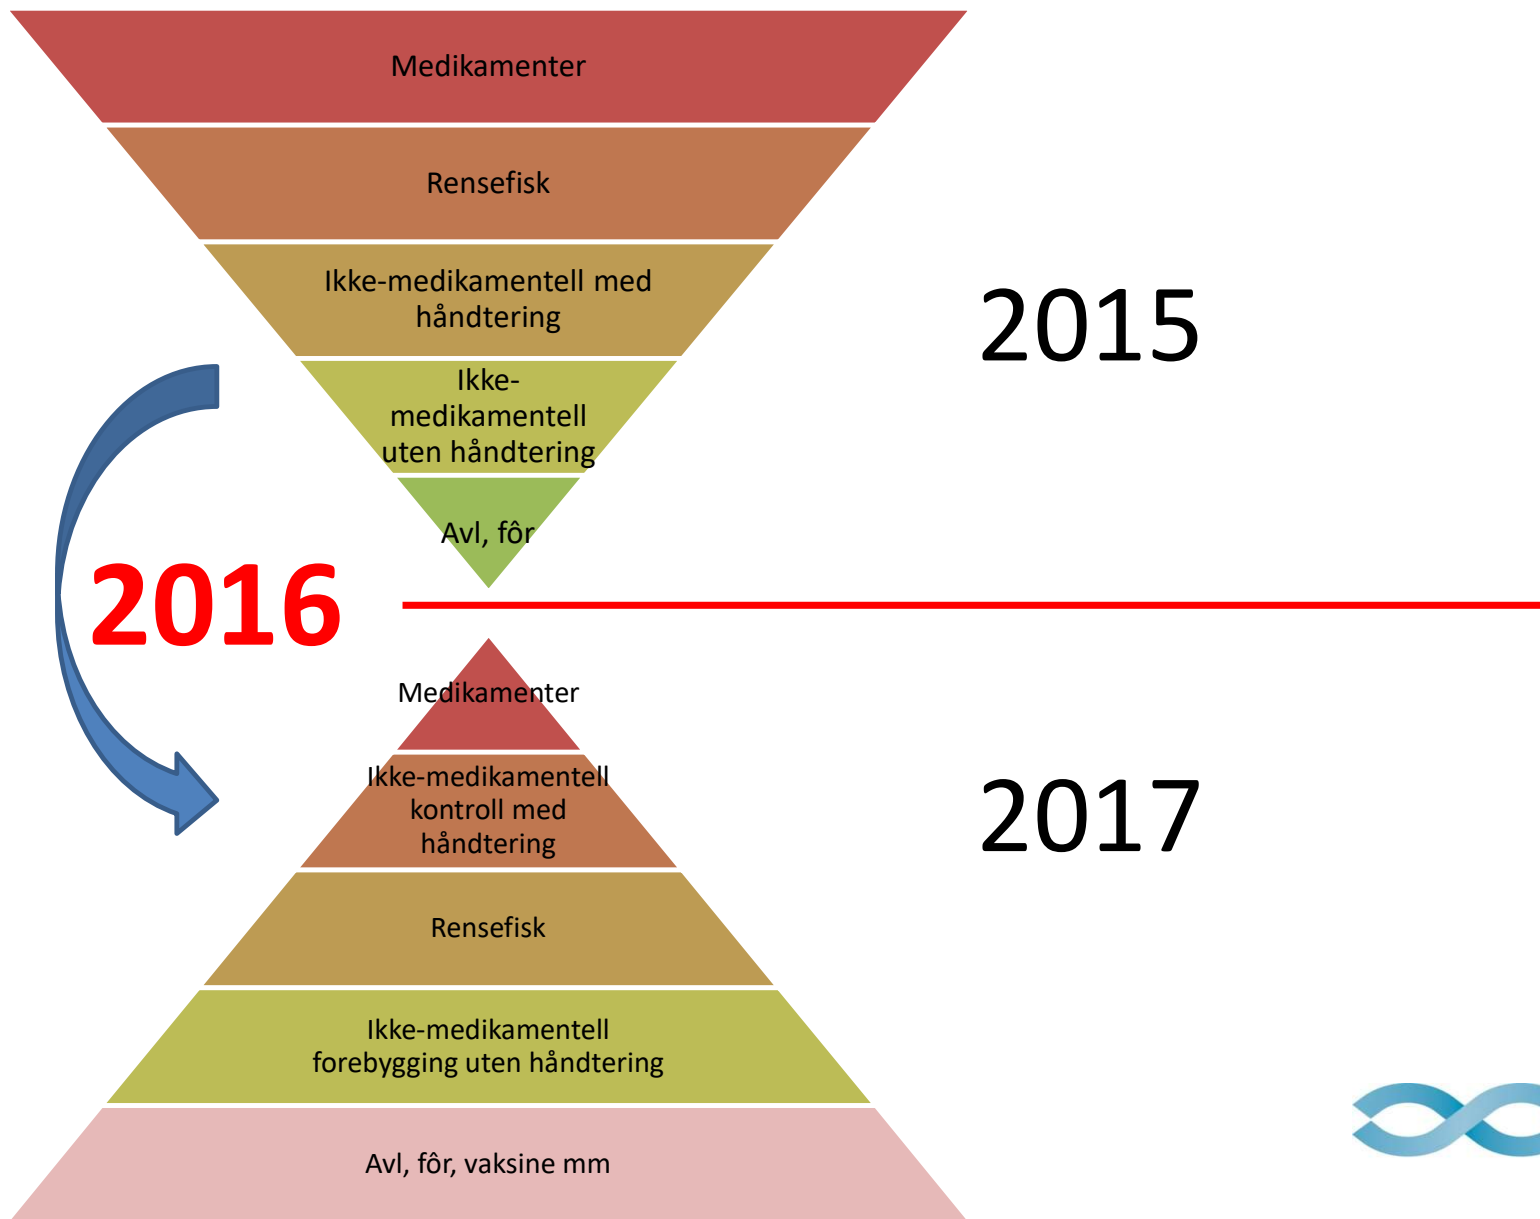 Medikamenter
Rensefisk
Ikke-medikamentell med
håndtering
Ikke-
medikamentell
uten håndtering
Avl, fôr
2015
2016
Medikamenter
Ikke-medikamentell
kontroll med
håndtering
Rensefisk
Ikke-medikamentell
forebygging uten håndtering
Avl, fôr, vaksine mm
2017